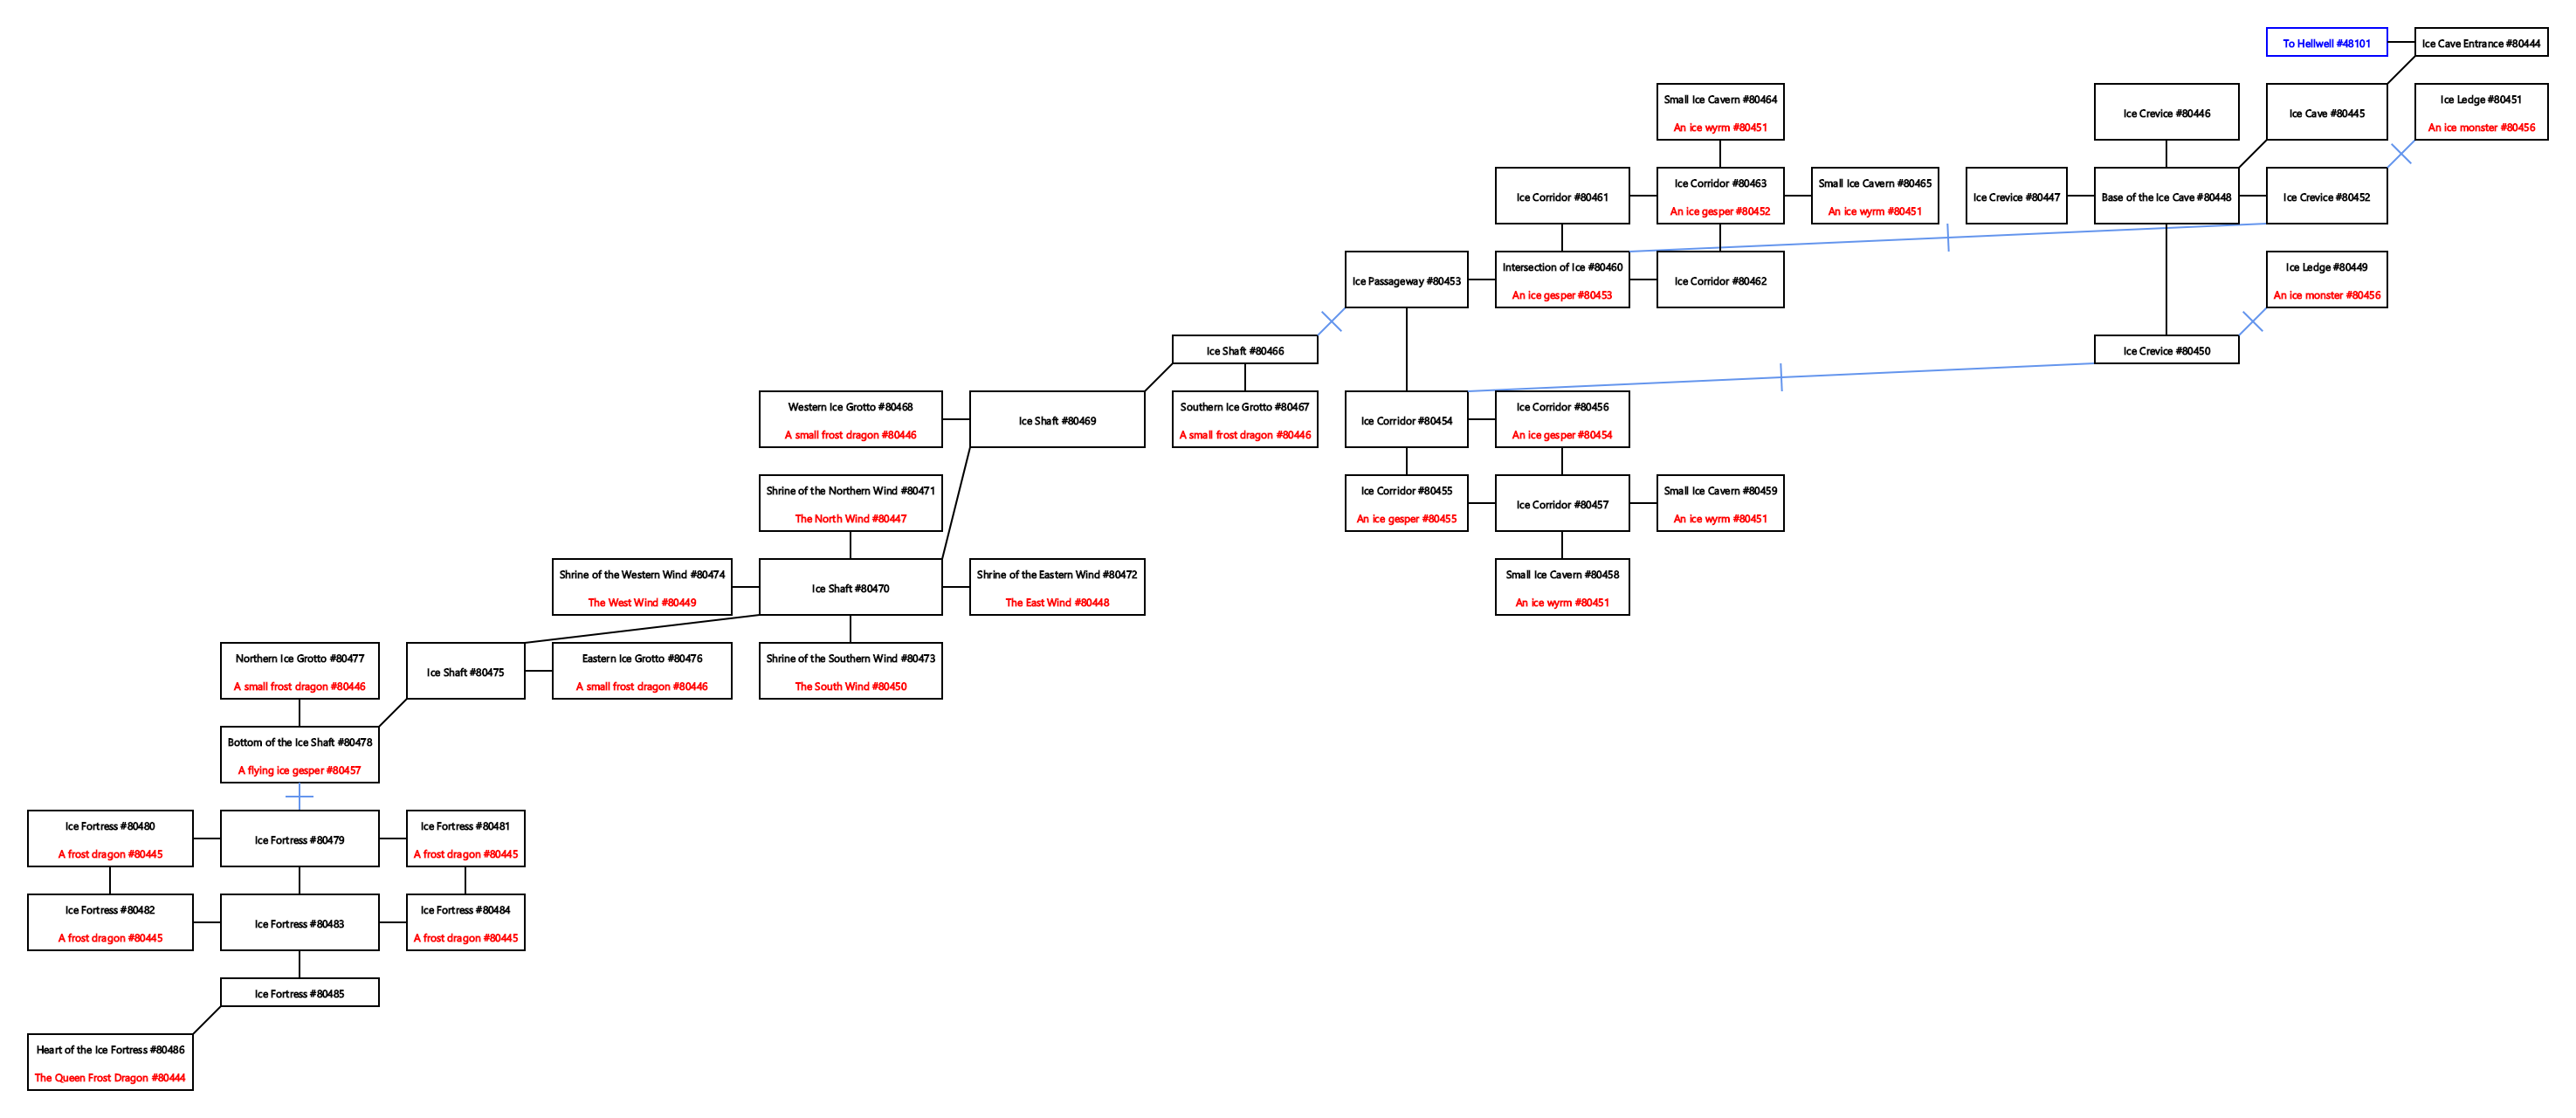 To Hellwell #48101
Ice Cave Entrance #80444
Small Ice Cavern #80464
An ice wyrm #80451
Ice Crevice #80446
Ice Cave #80445
Ice Ledge #80451
An ice monster #80456
Ice Corridor #80461
Ice Corridor #80463
An ice gesper #80452
Small Ice Cavern #80465
An ice wyrm #80451
Ice Crevice #80447
Base of the Ice Cave #80448
Ice Crevice #80452
Ice Passageway #80453
Intersection of Ice #80460
An ice gesper #80453
Ice Corridor #80462
Ice Ledge #80449
An ice monster #80456
Ice Shaft #80466
Ice Crevice #80450
Western Ice Grotto #80468
A small frost dragon #80446
Ice Shaft #80469
Southern Ice Grotto #80467
A small frost dragon #80446
Ice Corridor #80454
Ice Corridor #80456
An ice gesper #80454
Shrine of the Northern Wind #80471
The North Wind #80447
Ice Corridor #80455
An ice gesper #80455
Ice Corridor #80457
Small Ice Cavern #80459
An ice wyrm #80451
Shrine of the Western Wind #80474
The West Wind #80449
Ice Shaft #80470
Shrine of the Eastern Wind #80472
The East Wind #80448
Small Ice Cavern #80458
An ice wyrm #80451
Northern Ice Grotto #80477
A small frost dragon #80446
Ice Shaft #80475
Eastern Ice Grotto #80476
A small frost dragon #80446
Shrine of the Southern Wind #80473
The South Wind #80450
Bottom of the Ice Shaft #80478
A flying ice gesper #80457
Ice Fortress #80480
A frost dragon #80445
Ice Fortress #80479
Ice Fortress #80481
A frost dragon #80445
Ice Fortress #80482
A frost dragon #80445
Ice Fortress #80483
Ice Fortress #80484
A frost dragon #80445
Ice Fortress #80485
Heart of the Ice Fortress #80486
The Queen Frost Dragon #80444